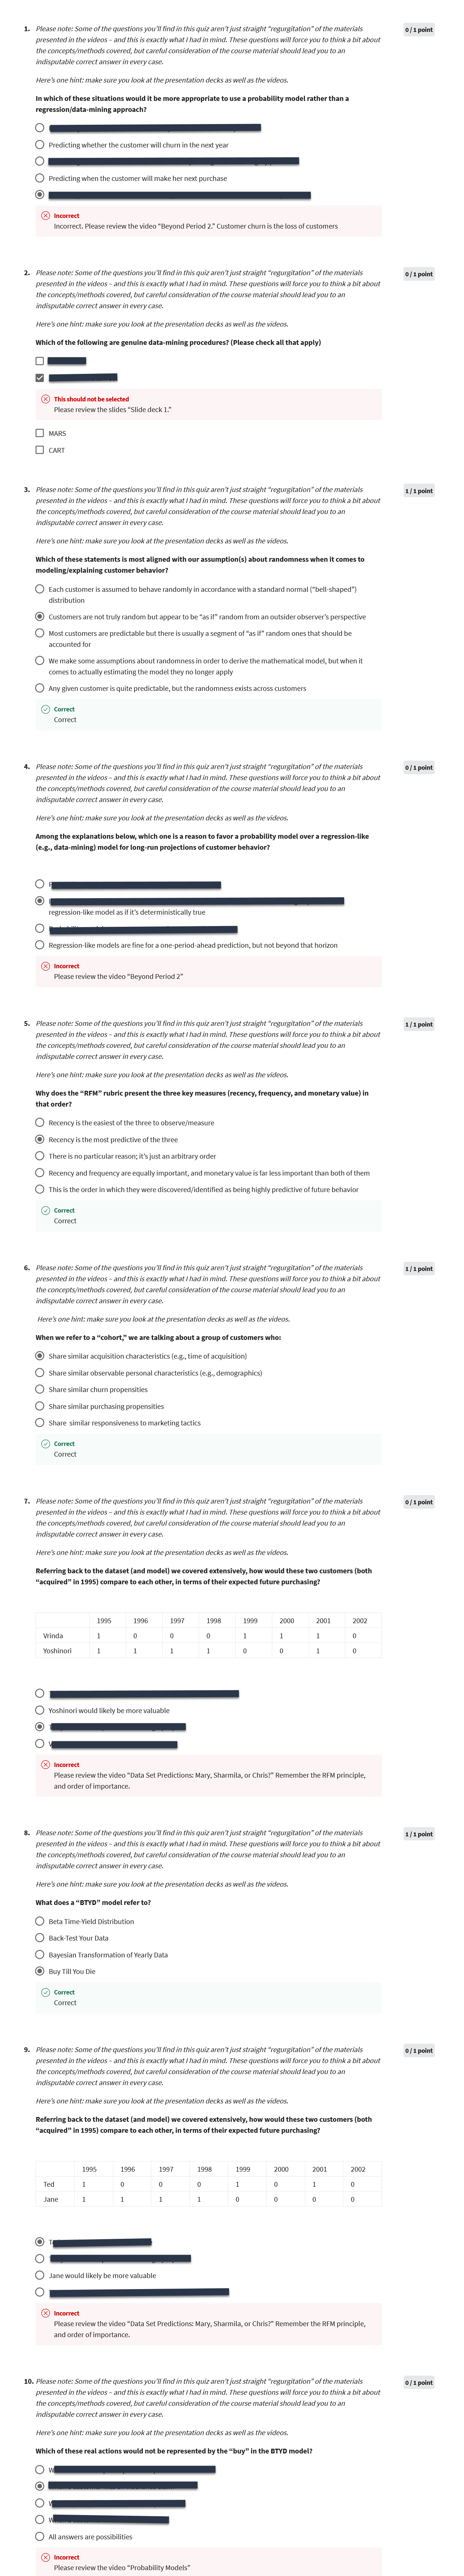 1. Please note: Some of the questions you'll find in this quiz aren't just straight "regurgitation" of the materials
0 / 1 point
presented in the videos – and this is exactly what I had in mind. These questions will force you to think a bit about
the concepts/methods covered, but careful consideration of the course material should lead you to an
indisputable correct answer in every case.
Here's one hint: make sure you look at the presentation decks as well as the videos.
In which of these situations would it be more appropriate to use a probability model rather than a
regression/data-mining approach?
Predicting whether the customer will churn in the next year
Predicting when the customer will make her next purchase
Incorrect
Incorrect. Please review the video "Beyond Period 2." Customer churn is the loss of customers
2. Please note: Some of the questions you'll find in this quiz aren't just straight "regurgitation" of the materials
0 / 1 point
presented in the videos – and this is exactly what I had in mind. These questions will force you to think a bit about
the concepts/methods covered, but careful consideration of the course material should lead you to an
indisputable correct answer in every case.
Here's one hint: make sure you look at the presentation decks as well as the videos.
Which of the following are genuine data-mining procedures? (Please check all that apply)
This should not be selected
Please review the slides "Slide deck 1."
MARS
CART
3. Please note: Some of the questions you'll find in this quiz aren't just straight "regurgitation" of the materials
1 / 1 point
presented in the videos – and this is exactly what I had in mind. These questions will force you to think a bit about
the concepts/methods covered, but careful consideration of the course material should lead you to an
indisputable correct answer in every case.
Here's one hint: make sure you look at the presentation decks as well as the videos.
Which of these statements is most aligned with our assumption(s) about randomness when it comes to
modeling/explaining customer behavior?
Each customer is assumed to behave randomly in accordance with a standard normal ("bell-shaped")
distribution
Customers are not truly random but appear to be "as if" random from an outsider observer's perspective
Most customers are predictable but there is usually a segment of "as if" random ones that should be
accounted for
We make some assumptions about randomness in order to derive the mathematical model, but when it
comes to actually estimating the model they no longer apply
Any given customer is quite predictable, but the randomness exists across customers
Correct
Correct
4. Please note: Some of the questions you'll find in this quiz aren't just straight "regurgitation" of the materials
0 / 1 point
presented in the videos – and this is exactly what I had in mind. These questions will force you to think a bit about
the concepts/methods covered, but careful consideration of the course material should lead you to an
indisputable correct answer in every case.
Here's one hint: make sure you look at the presentation decks as well as the videos.
Among the explanations below, which one is a reason to favor a probability model over a regression-like
(e.g., data-mining) model for long-run projections of customer behavior?
regression-like model as if it's deterministically true
Regression-like models are fine for a one-period-ahead prediction, but not beyond that horizon
Incorrect
Please review the video "Beyond Period 2"
5. Please note: Some of the questions you'll find in this quiz aren't just straight "regurgitation" of the materials
1 / 1 point
presented in the videos – and this is exactly what I had in mind. These questions will force you to think a bit about
the concepts/methods covered, but careful consideration of the course material should lead you to an
indisputable correct answer in every case.
Here's one hint: make sure you look at the presentation decks as well as the videos.
Why does the "RFM" rubric present the three key measures (recency, frequency, and monetary value) in
that order?
Recency is the easiest of the three to observe/measure
Recency is the most predictive of the three
There is no particular reason; it's just an arbitrary order
Recency and frequency are equally important, and monetary value is far less important than both of them
This is the order in which they were discovered/identified as being highly predictive of future behavior
Correct
Correct
6. Please note: Some of the questions you'll find in this quiz aren't just straight "regurgitation" of the materials
1 / 1 point
presented in the videos – and this is exactly what I had in mind. These questions will force you to think a bit about
the concepts/methods covered, but careful consideration of the course material should lead you to an
indisputable correct answer in every case.
Here's one hint: make sure you look at the presentation decks as well as the videos.
When we refer to a "cohort," we are talking about a group of customers who:
Share similar acquisition characteristics (e.g., time of acquisition)
Share similar observable personal characteristics (e.g., demographics)
Share similar churn propensities
Share similar purchasing propensities
Share similar responsiveness to marketing tactics
Correct
Correct
7. Please note: Some of the questions you'll find in this quiz aren't just straight "regurgitation" of the materials
0 / 1 point
presented in the videos – and this is exactly what I had in mind. These questions will force you to think a bit about
the concepts/methods covered, but careful consideration of the course material should lead you to an
indisputable correct answer in every case.
Here's one hint: make sure you look at the presentation decks as well as the videos.
Referring back to the dataset (and model) we covered extensively, how would these two customers (both
"acquired" in 1995) compare to each other, in terms of their expected future purchasing?
1995 1996 1997 1998 1999 2000 2001 2002
Vrinda 1 0 0 0 1 1 1 0
Yoshinori 1 1 1 1 0 0 1 0
Yoshinori would likely be more valuable
Incorrect
Please review the video "Data Set Predictions: Mary, Sharmila, or Chris?" Remember the RFM principle,
and order of importance.
8. Please note: Some of the questions you'll find in this quiz aren't just straight "regurgitation" of the materials
1 / 1 point
presented in the videos – and this is exactly what I had in mind. These questions will force you to think a bit about
the concepts/methods covered, but careful consideration of the course material should lead you to an
indisputable correct answer in every case.
Here's one hint: make sure you look at the presentation decks as well as the videos.
What does a "BTYD" model refer to?
Beta Time-Yield Distribution
Back-Test Your Data
Bayesian Transformation of Yearly Data
Buy Till You Die
Correct
Correct
9. Please note: Some of the questions you'll find in this quiz aren't just straight "regurgitation" of the materials
0 / 1 point
presented in the videos – and this is exactly what I had in mind. These questions will force you to think a bit about
the concepts/methods covered, but careful consideration of the course material should lead you to an
indisputable correct answer in every case.
Here's one hint: make sure you look at the presentation decks as well as the videos.
Referring back to the dataset (and model) we covered extensively, how would these two customers (both
"acquired" in 1995) compare to each other, in terms of their expected future purchasing?
1995 1996 1997 1998 1999 2000 2001 2002
Ted 1 0 0 0 1 0 1 0
Jane 1 1 1 1 0 0 0 0
Jane would likely be more valuable
Incorrect
Please review the video "Data Set Predictions: Mary, Sharmila, or Chris?" Remember the RFM principle,
and order of importance.
10. Please note: Some of the questions you'll find in this quiz aren't just straight "regurgitation" of the materials
0 / 1 point
presented in the videos – and this is exactly what I had in mind. These questions will force you to think a bit about
the concepts/methods covered, but careful consideration of the course material should lead you to an
indisputable correct answer in every case.
Here's one hint: make sure you look at the presentation decks as well as the videos.
Which of these real actions would not be represented by the "buy" in the BTYD model?
All answers are possibilities
Incorrect
Please review the video "Probability Models"